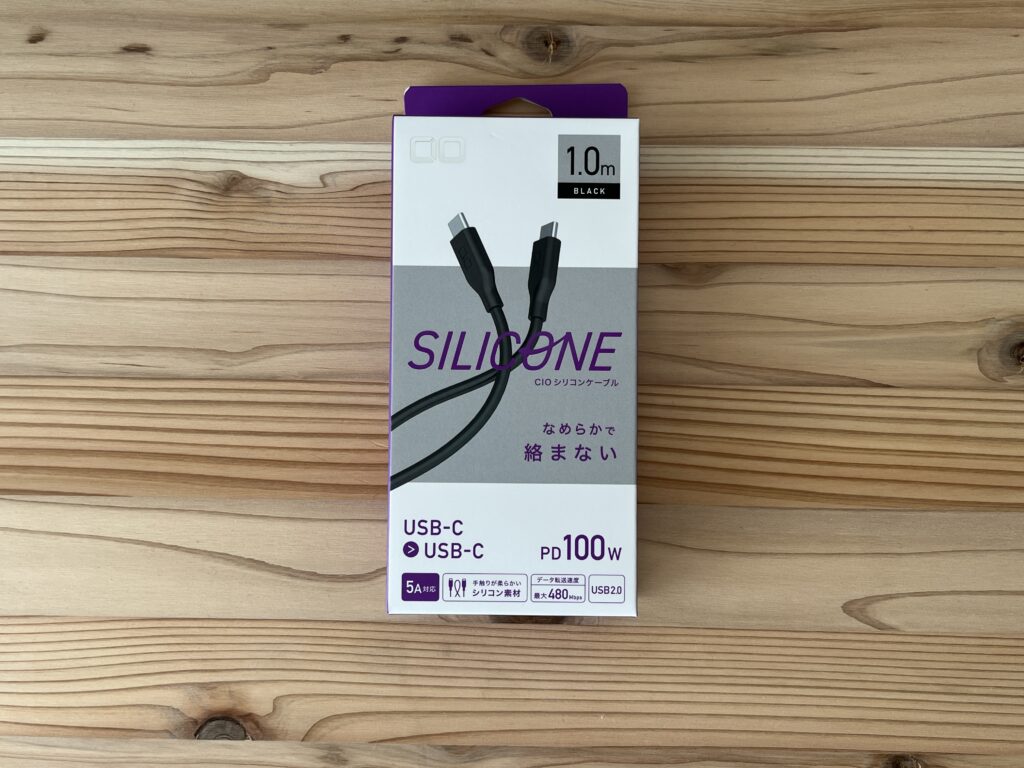 CIO
1.0m
BLACK
SILICONE
CIO シリコンケーブル
なめらかで
絡まない
USB-C
> USB-C
PD100W
5A対応
手触りが柔らかい
シリコン素材
データ転送速度
最大480Mbps
USB2.0